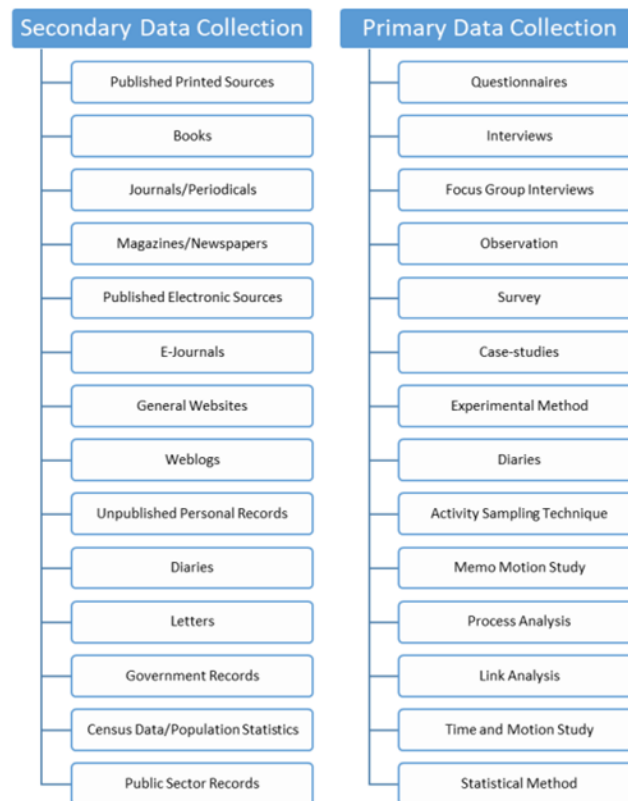 Secondary Data Collection
Published Printed Sources
Books
Journals/Periodicals
Magazines/Newspapers
Published Electronic Sources
E-Journals
General Websites
Weblogs
Unpublished Personal Records
Diaries
Letters
Government Records
Census Data/Population Statistics
Public Sector Records
Primary Data Collection
Questionnaires
Interviews
Focus Group Interviews
Observation
Survey
Case-studies
Experimental Method
Diaries
Activity Sampling Technique
Memo Motion Study
Process Analysis
Link Analysis
Time and Motion Study
Statistical Method